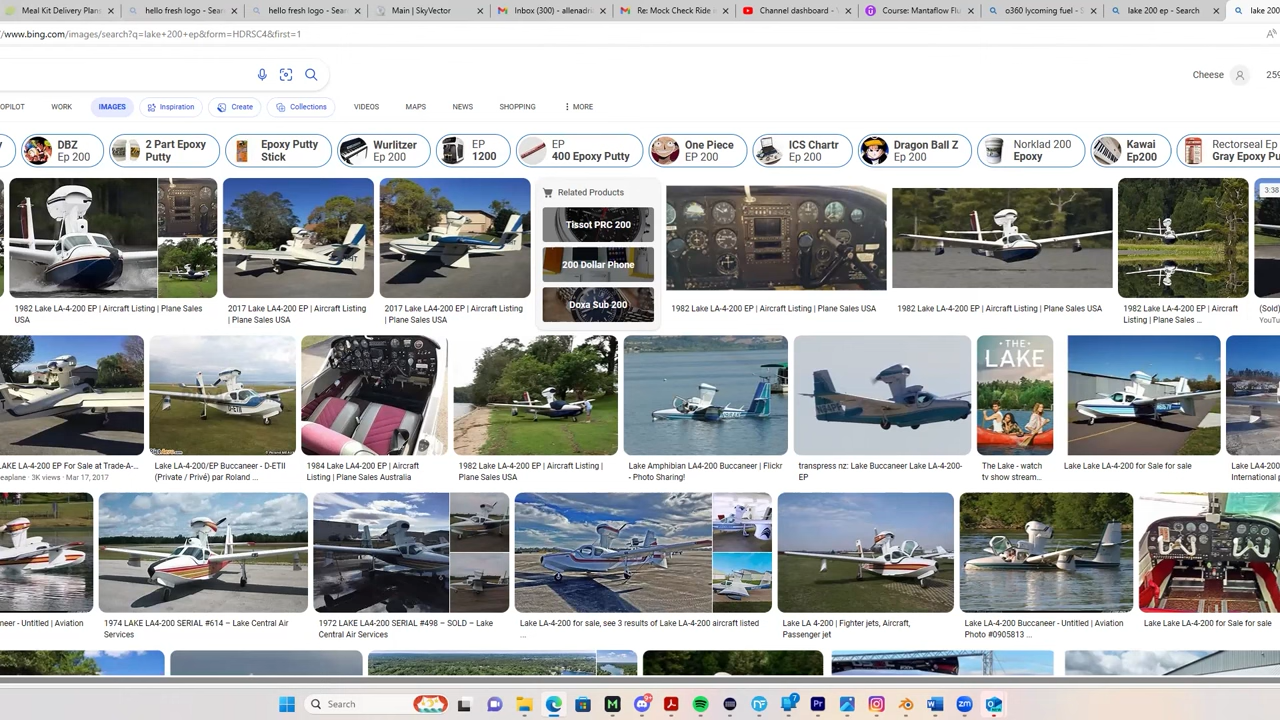 Meal Kit Delivery Plans
hello fresh logo - Sear
hello fresh logo - Sear
Main | SkyVector
Inbox (300) - allenadri
Re: Mock Check Ride
Channel dashboard -
Course: Mantaflow Flu
o360 lycoming fuel - S
lake 200 ep - Search
lake 200
/www.bing.com/images/search?q=lake+200+ep&form=HDRSC4&first=1
Cheese
259
OPILOT
WORK
IMAGES
Inspiration
Create
Collections
VIDEOS
MAPS
NEWS
SHOPPING
MORE
DBZ
Ep 200
2 Part Epoxy
Putty
Epoxy Putty
Stick
Wurlitzer
Ep 200
EP
1200
EP
400 Epoxy Putty
One Piece
EP 200
ICS Chartr
Ep 200
Dragon Ball Z
Ep 200
Norklad 200
Epoxy
Kawai
Ep200
Rectorseal Ep
Gray Epoxy Pu
Related Products
Tissot PRC 200
200 Dollar Phone
Doxa Sub 200
3:38
1982 Lake LA-4-200 EP | Aircraft Listing | Plane Sales
USA
2017 Lake LA-4-200 EP | Aircraft Listing
| Plane Sales USA
2017 Lake LA-4-200 EP | Aircraft Listing
| Plane Sales USA
1982 Lake LA-4-200 EP | Aircraft Listing | Plane Sales USA
1982 Lake LA-4-200 EP | Aircraft Listing | Plane Sales USA
1982 Lake LA-4-200 EP | Aircraft
Listing | Plane Sales ...
(Sold)
YouTu
THE
LAKE
LAKE LA-4-200 EP For Sale at Trade-A-...
eaplane · 3K views · Mar 17, 2017
Lake LA-4-200/EP Buccaneer - D-ETII
(Private / Privé) par Roland ...
1984 Lake LA-4-200 EP | Aircraft
Listing | Plane Sales Australia
1982 Lake LA-4-200 EP | Aircraft Listing |
Plane Sales USA
Lake Amphibian LA4-200 Buccaneer | Flickr
- Photo Sharing!
transpress nz: Lake Buccaneer Lake LA-4-200-
EP
The Lake - watch
tv show stream...
Lake Lake LA-4-200 for Sale for sale
Lake LA4-200
International p
neer - Untitled | Aviation
1974 LAKE LA4-200 SERIAL #614 – Lake Central Air
Services
1972 LAKE LA4-200 SERIAL #498 – SOLD – Lake
Central Air Services
Lake LA-4-200 for sale, see 3 results of Lake LA-4-200 aircraft listed
...
Lake LA 4-200 | Fighter jets, Aircraft,
Passenger jet
Lake LA-4-200 Buccaneer - Untitled | Aviation
Photo #0905813 ...
Lake Lake LA-4-200 for Sale for sale
Search